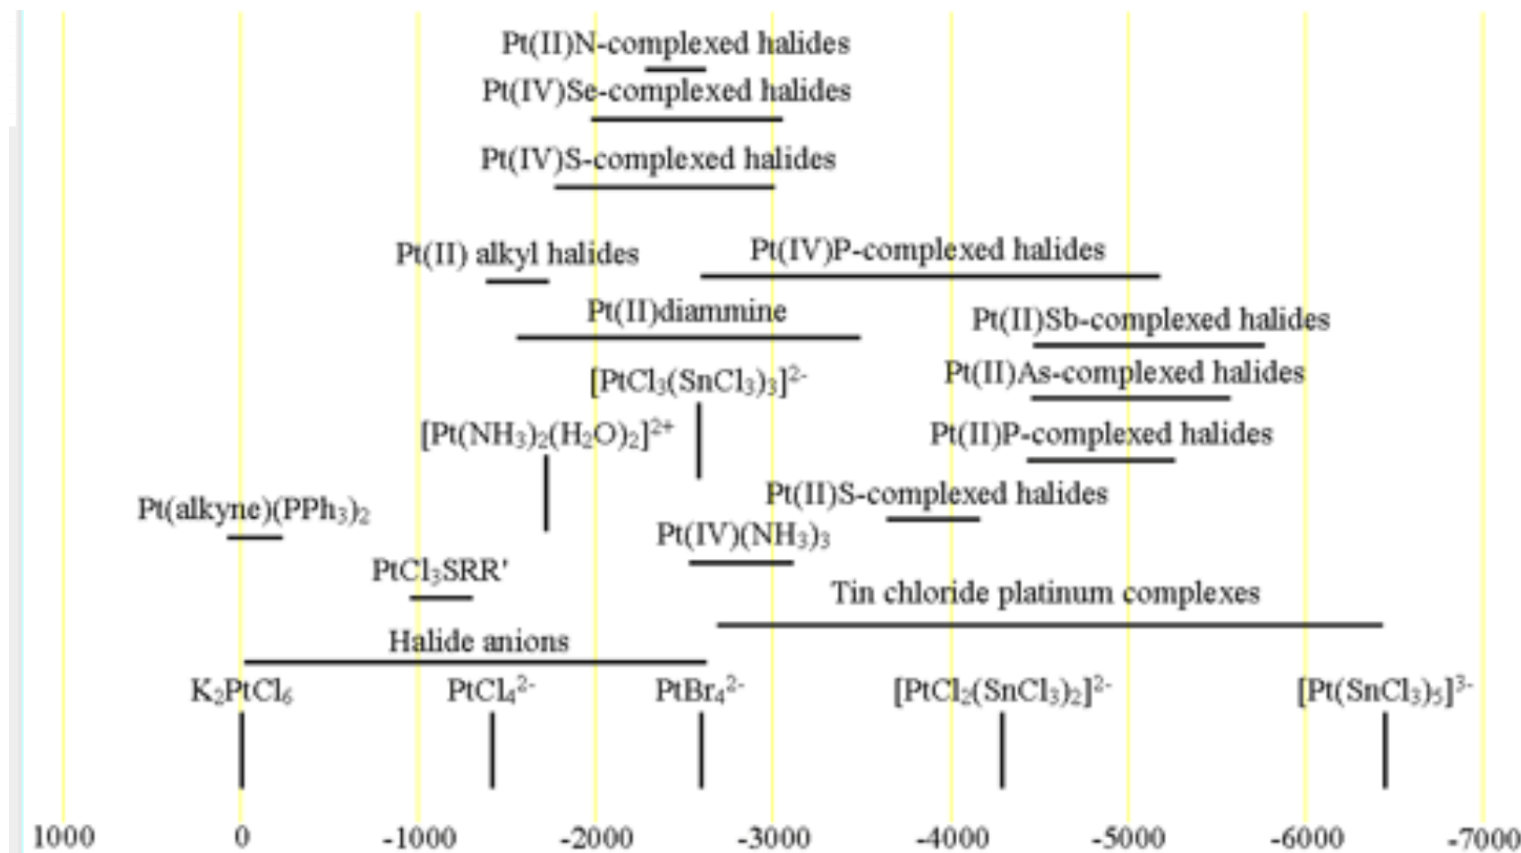 Pt(II)N-complexed halides
Pt(IV)Se-complexed halides
Pt(IV)S-complexed halides
Pt(II) alkyl halides
Pt(IV)P-complexed halides
Pt(II)diammine
Pt(II)Sb-complexed halides
[PtCl₃(SnCl₃)₃]²⁻
Pt(II)As-complexed halides
[Pt(NH₃)₂(H₂O)₂]²⁺
Pt(II)P-complexed halides
Pt(II)S-complexed halides
Pt(alkyne)(PPh₃)₂
Pt(IV)(NH₃)₃
PtCl₃SRR'
Tin chloride platinum complexes
Halide anions
K₂PtCl₆ PtCl₄²⁻ PtBr₄²⁻ [PtCl₂(SnCl₃)₂]²⁻ [Pt(SnCl₃)₅]³⁻
1000 0 -1000 -2000 -3000 -4000 -5000 -6000 -7000